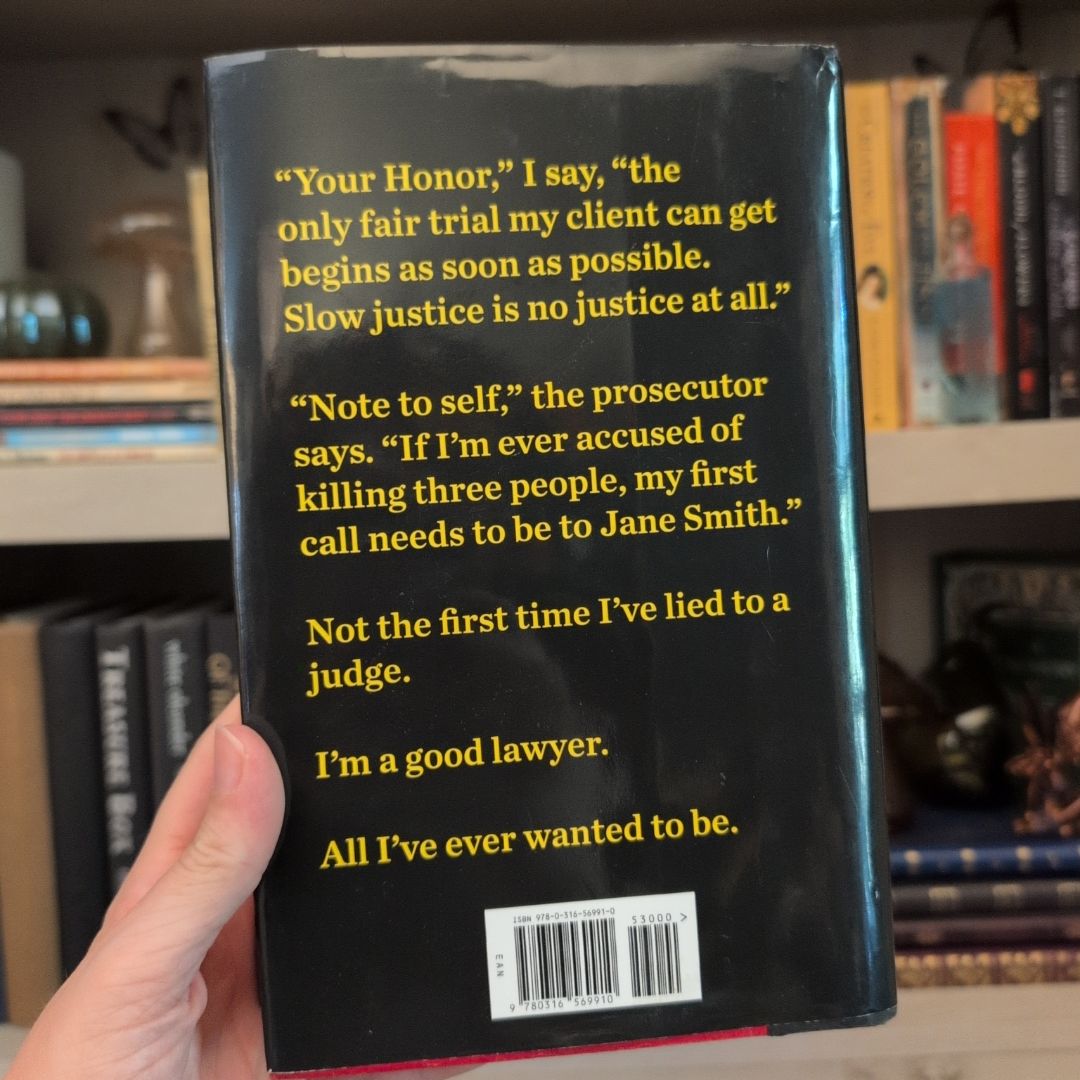 “Your Honor,” I say, “the
only fair trial my client can get
begins as soon as possible.
Slow justice is no justice at all.”
“Note to self,” the prosecutor
says. “If I’m ever accused of
killing three people, my first
call needs to be to Jane Smith.”
Not the first time I’ve lied to a
judge.
I’m a good lawyer.
All I’ve ever wanted to be.
ISBN 978-0-316-56991-0
53000 >
EAN
9 780316 569910
TREASURE BOX